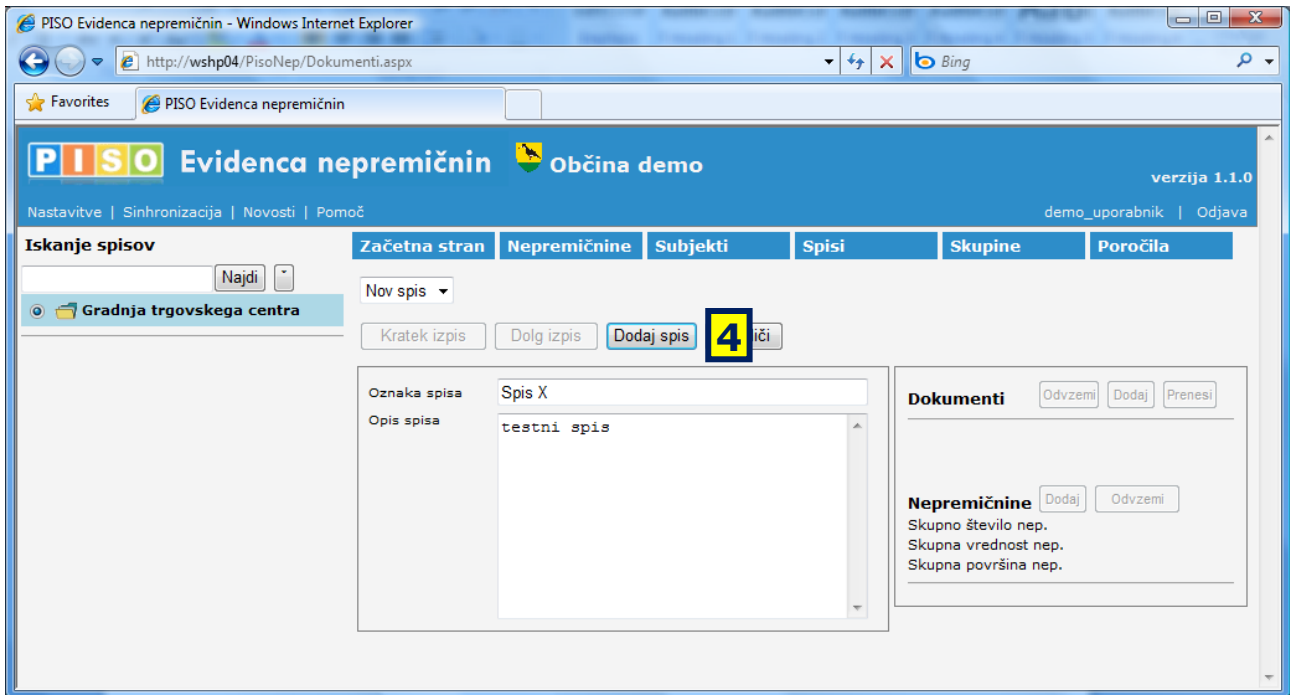 PISO Evidenca nepremičnin - Windows Internet Explorer
http://wshp04/PisoNep/Dokumenti.aspx
Bing
Favorites
PISO Evidenca nepremičnin
PISO Evidenca nepremičnin Občina demo
verzija 1.1.0
Nastavitve | Sinhronizacija | Novosti | Pomoč
demo_uporabnik | Odjava
Iskanje spisov
Začetna stran Nepremičnine Subjekti Spisi Skupine Poročila
Najdi
Nov spis
Gradnja trgovskega centra
Kratek izpis Dolg izpis Dodaj spis 4 iči
Oznaka spisa Spis X
Opis spisa testni spis
Dokumenti Odvzemi Dodaj Prenesi
Nepremičnine Dodaj Odvzemi
Skupno število nep.
Skupna vrednost nep.
Skupna površina nep.